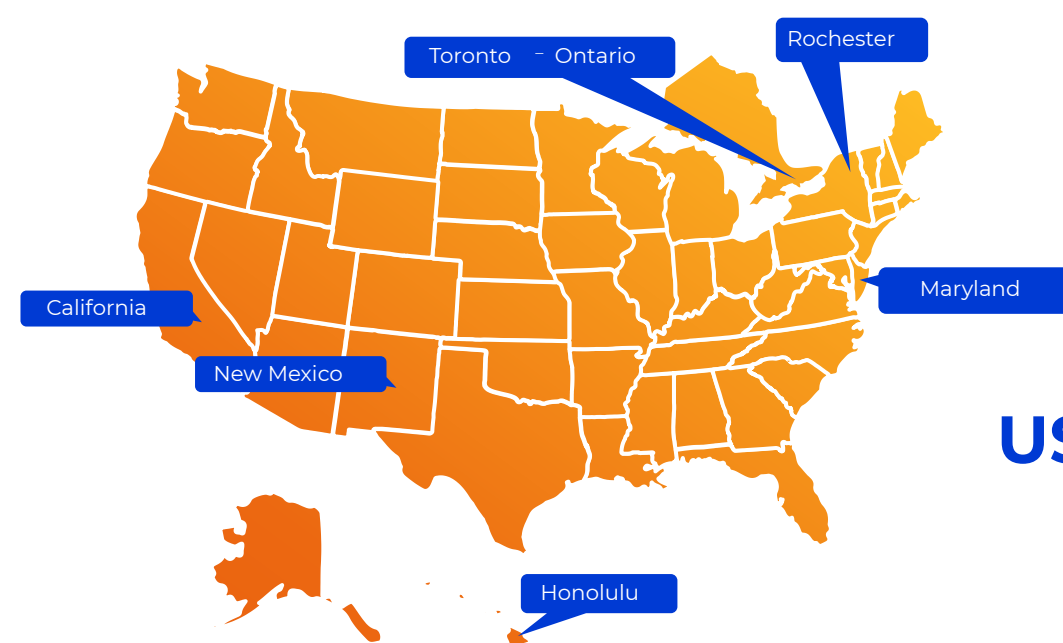 Rochester
Toronto – Ontario
Maryland
California
New Mexico
US
Honolulu